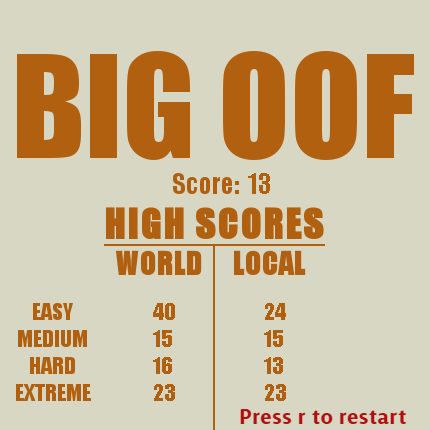 BIG OOF
Score: 13
HIGH SCORES
WORLD LOCAL
EASY 40 24
MEDIUM 15 15
HARD 16 13
EXTREME 23 23
Press r to restart